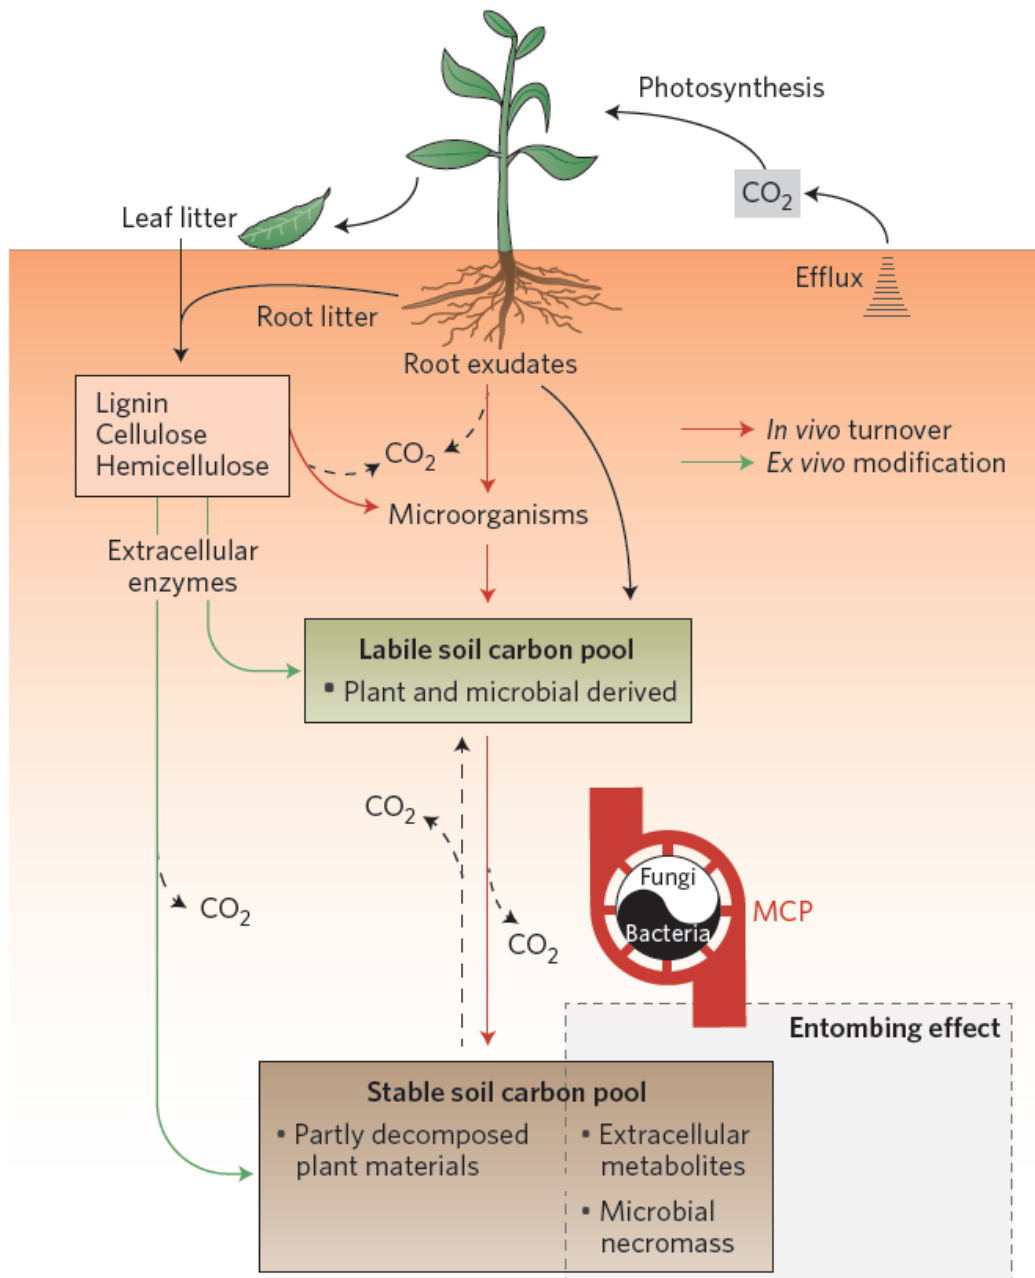 Photosynthesis
CO₂
Leaf litter
Efflux
Root litter
Root exudates
Lignin
Cellulose
Hemicellulose
CO₂
In vivo turnover
Ex vivo modification
Microorganisms
Extracellular
enzymes
Labile soil carbon pool
▪ Plant and microbial derived
CO₂
Fungi
Bacteria
MCP
CO₂
CO₂
Entombing effect
Stable soil carbon pool
▪ Partly decomposed
plant materials
▪ Extracellular
metabolites
▪ Microbial
necromass